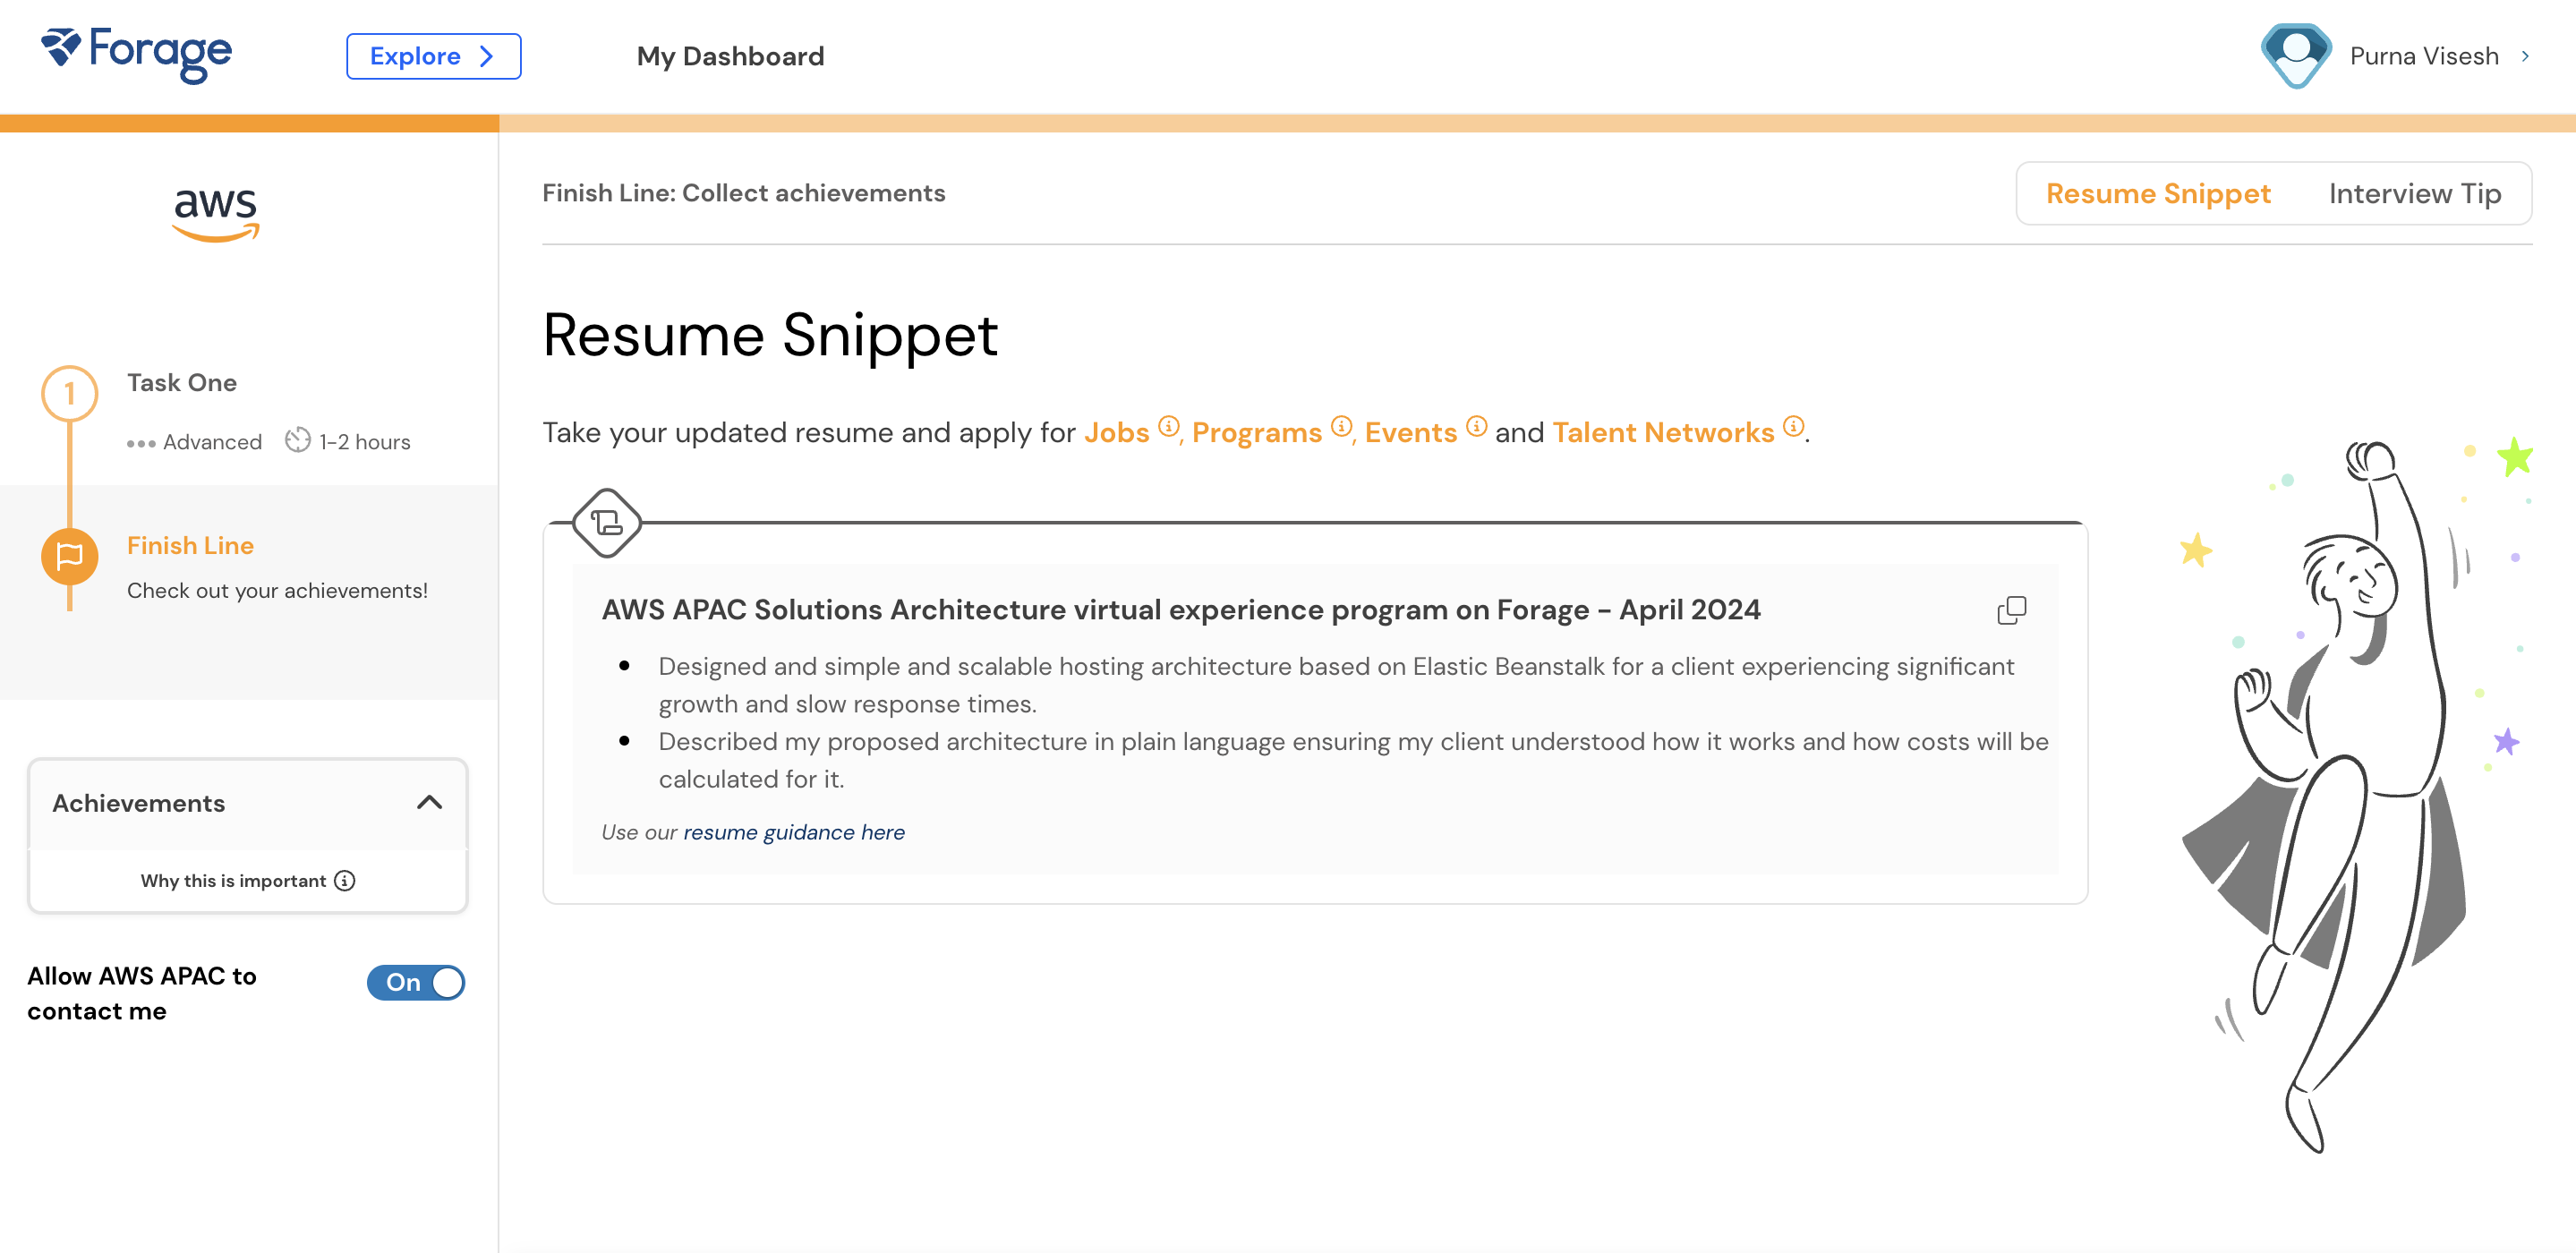 Forage
Explore
My Dashboard
Purna Visesh
aws
1
Task One
Advanced
1-2 hours
Finish Line
Check out your achievements!
Achievements
Why this is important
Allow AWS APAC to
contact me
On
Finish Line: Collect achievements
Resume Snippet
Interview Tip
Resume Snippet
Take your updated resume and apply for Jobs, Programs, Events and Talent Networks.
AWS APAC Solutions Architecture virtual experience program on Forage - April 2024
• Designed and simple and scalable hosting architecture based on Elastic Beanstalk for a client experiencing significant
growth and slow response times.
• Described my proposed architecture in plain language ensuring my client understood how it works and how costs will be
calculated for it.
Use our resume guidance here